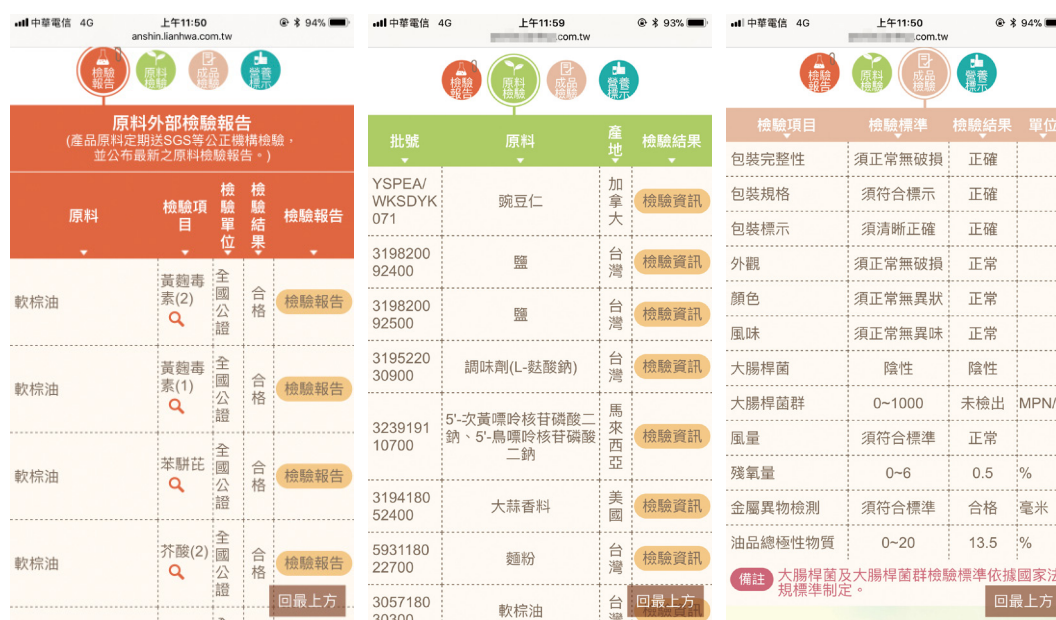 中華電信 4G 上午11:50 94%
anshin.lianhwa.com.tw
檢驗
報告
原料
檢驗
成品
檢驗
營養
標示
原料外部檢驗報告
(產品原料定期送SGS等公正機構檢驗，
並公布最新之原料檢驗報告。)
原料 檢驗項目 檢驗單位 檢驗結果 檢驗報告
軟棕油 黃麴毒素(2) 全國公證 合格 檢驗報告
軟棕油 黃麴毒素(1) 全國公證 合格 檢驗報告
軟棕油 苯駢芘 全國公證 合格 檢驗報告
軟棕油 芥酸(2) 全國公證 合格 檢驗報告
回最上方
中華電信 4G 上午11:59 93%
.com.tw
檢驗
報告
原料
檢驗
成品
檢驗
營養
標示
批號 原料 產地 檢驗結果
YSPEA/
WKSDYK
071
豌豆仁 加拿大 檢驗資訊
3198200
92400
鹽 台灣 檢驗資訊
3198200
92500
鹽 台灣 檢驗資訊
3195220
30900
調味劑(L-麩酸鈉) 台灣 檢驗資訊
3239191
10700
5'-次黃嘌呤核苷磷酸二
鈉、5'-鳥嘌呤核苷磷酸
二鈉
馬來西亞 檢驗資訊
3194180
52400
大蒜香料 美國 檢驗資訊
5931180
22700
麵粉 台灣 檢驗資訊
3057180
30300
軟棕油 台灣
回最上方
中華電信 4G 上午11:50 94%
.com.tw
檢驗
報告
原料
檢驗
成品
檢驗
營養
標示
檢驗項目 檢驗標準 檢驗結果 單位
包裝完整性 須正常無破損 正確
包裝規格 須符合標示 正確
包裝標示 須清晰正確 正確
外觀 須正常無破損 正常
顏色 須正常無異狀 正常
風味 須正常無異味 正常
大腸桿菌 陰性 陰性
大腸桿菌群 0~1000 未檢出 MPN/
風量 須符合標準 正常
殘氧量 0~6 0.5 %
金屬異物檢測 須符合標準 合格 毫米
油品總極性物質 0~20 13.5 %
備註 大腸桿菌及大腸桿菌群檢驗標準依據國家法
規標準制定。
回最上方